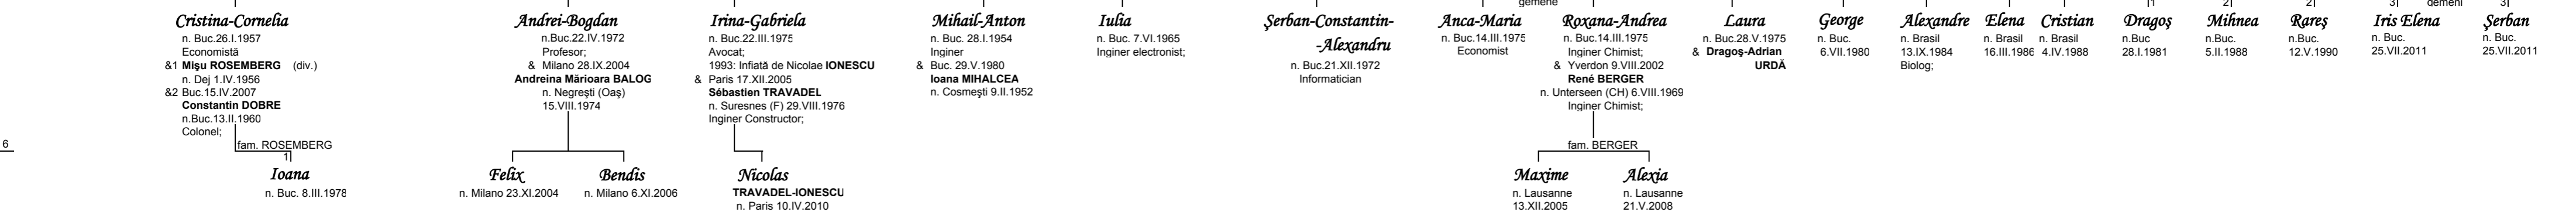 gemene
gemeni
1
2
2
3
3
Cristina-Cornelia
n. Buc.26.I.1957
Economistă
&1 Mișu ROSEMBERG (div.)
n. Dej 1.IV.1956
&2 Buc.15.IV.2007
Constantin DOBRE
n.Buc.13.II.1960
Colonel;
6
fam. ROSEMBERG
1
Ioana
n. Buc. 8.III.1978
Andrei-Bogdan
n.Buc.22.IV.1972
Profesor;
& Milano 28.IX.2004
Andreina Mărioara BALOG
n. Negrești (Oaș)
15.VIII.1974
Felix
n. Milano 23.XI.2004
Bendis
n. Milano 6.XI.2006
Irina-Gabriela
n. Buc.22.III.1975
Avocat;
1993: Înfiată de Nicolae IONESCU
& Paris 17.XII.2005
Sébastien TRAVADEL
n. Suresnes (F) 29.VIII.1976
Inginer Constructor;
Nicolas
TRAVADEL-IONESCU
n. Paris 10.IV.2010
Mihail-Anton
n. Buc. 28.I.1954
Inginer
& Buc. 29.V.1980
Ioana MIHALCEA
n. Cosmești 9.II.1952
Iulia
n. Buc. 7.VI.1965
Inginer electronist;
Șerban-Constantin-
-Alexandru
n. Buc.21.XII.1972
Informatician
Anca-Maria
n. Buc.14.III.1975
Economist
Roxana-Andrea
n. Buc.14.III.1975
Inginer Chimist;
& Yverdon 9.VIII.2002
René BERGER
n. Unterseen (CH) 6.VIII.1969
Inginer Chimist;
fam. BERGER
Maxime
n. Lausanne
13.XII.2005
Alexia
n. Lausanne
21.V.2008
Laura
n. Buc.28.V.1975
& Dragoș-Adrian
URDĂ
George
n. Buc.
6.VII.1980
Alexandre
n. Brasil
13.IX.1984
Biolog;
Elena
n. Brasil
16.III.1986
Cristian
n. Brasil
4.IV.1988
Dragoș
n.Buc
28.I.1981
Mihnea
n.Buc.
5.II.1988
Rareș
n.Buc.
12.V.1990
Iris Elena
n. Buc.
25.VII.2011
Șerban
n. Buc.
25.VII.2011